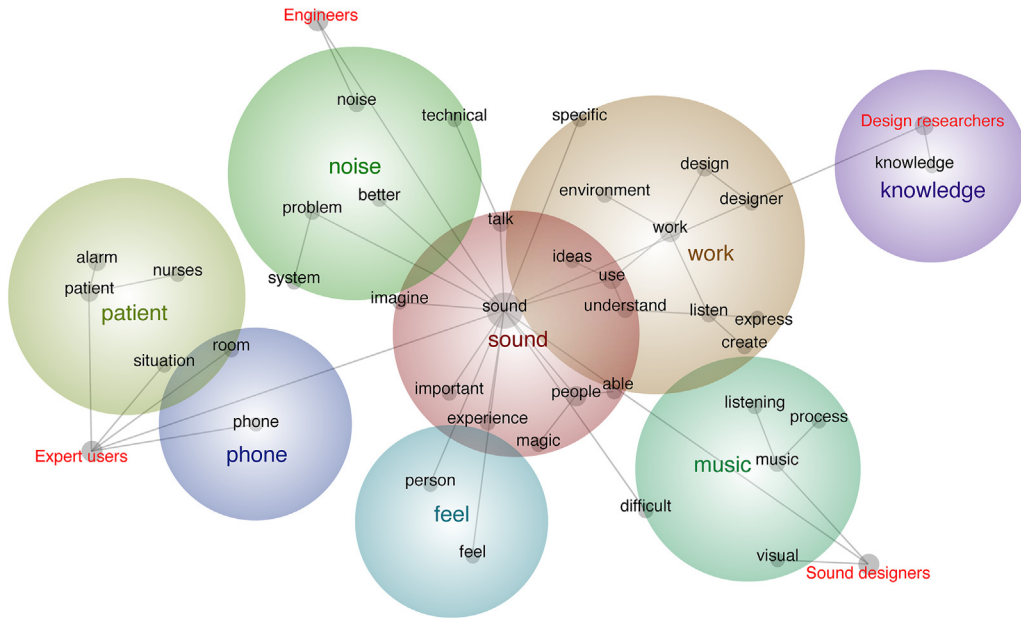 Engineers
noise
technical
specific
Design researchers
noise
design
knowledge
better
environment
knowledge
problem
designer
talk
work
alarm
ideas
work
nurses
system
use
patient
imagine
sound
understand
listen
patient
express
sound
room
create
situation
important
people
able
listening
phone
experience
process
magic
Expert users
phone
music
music
person
difficult
feel
feel
visual
Sound designers